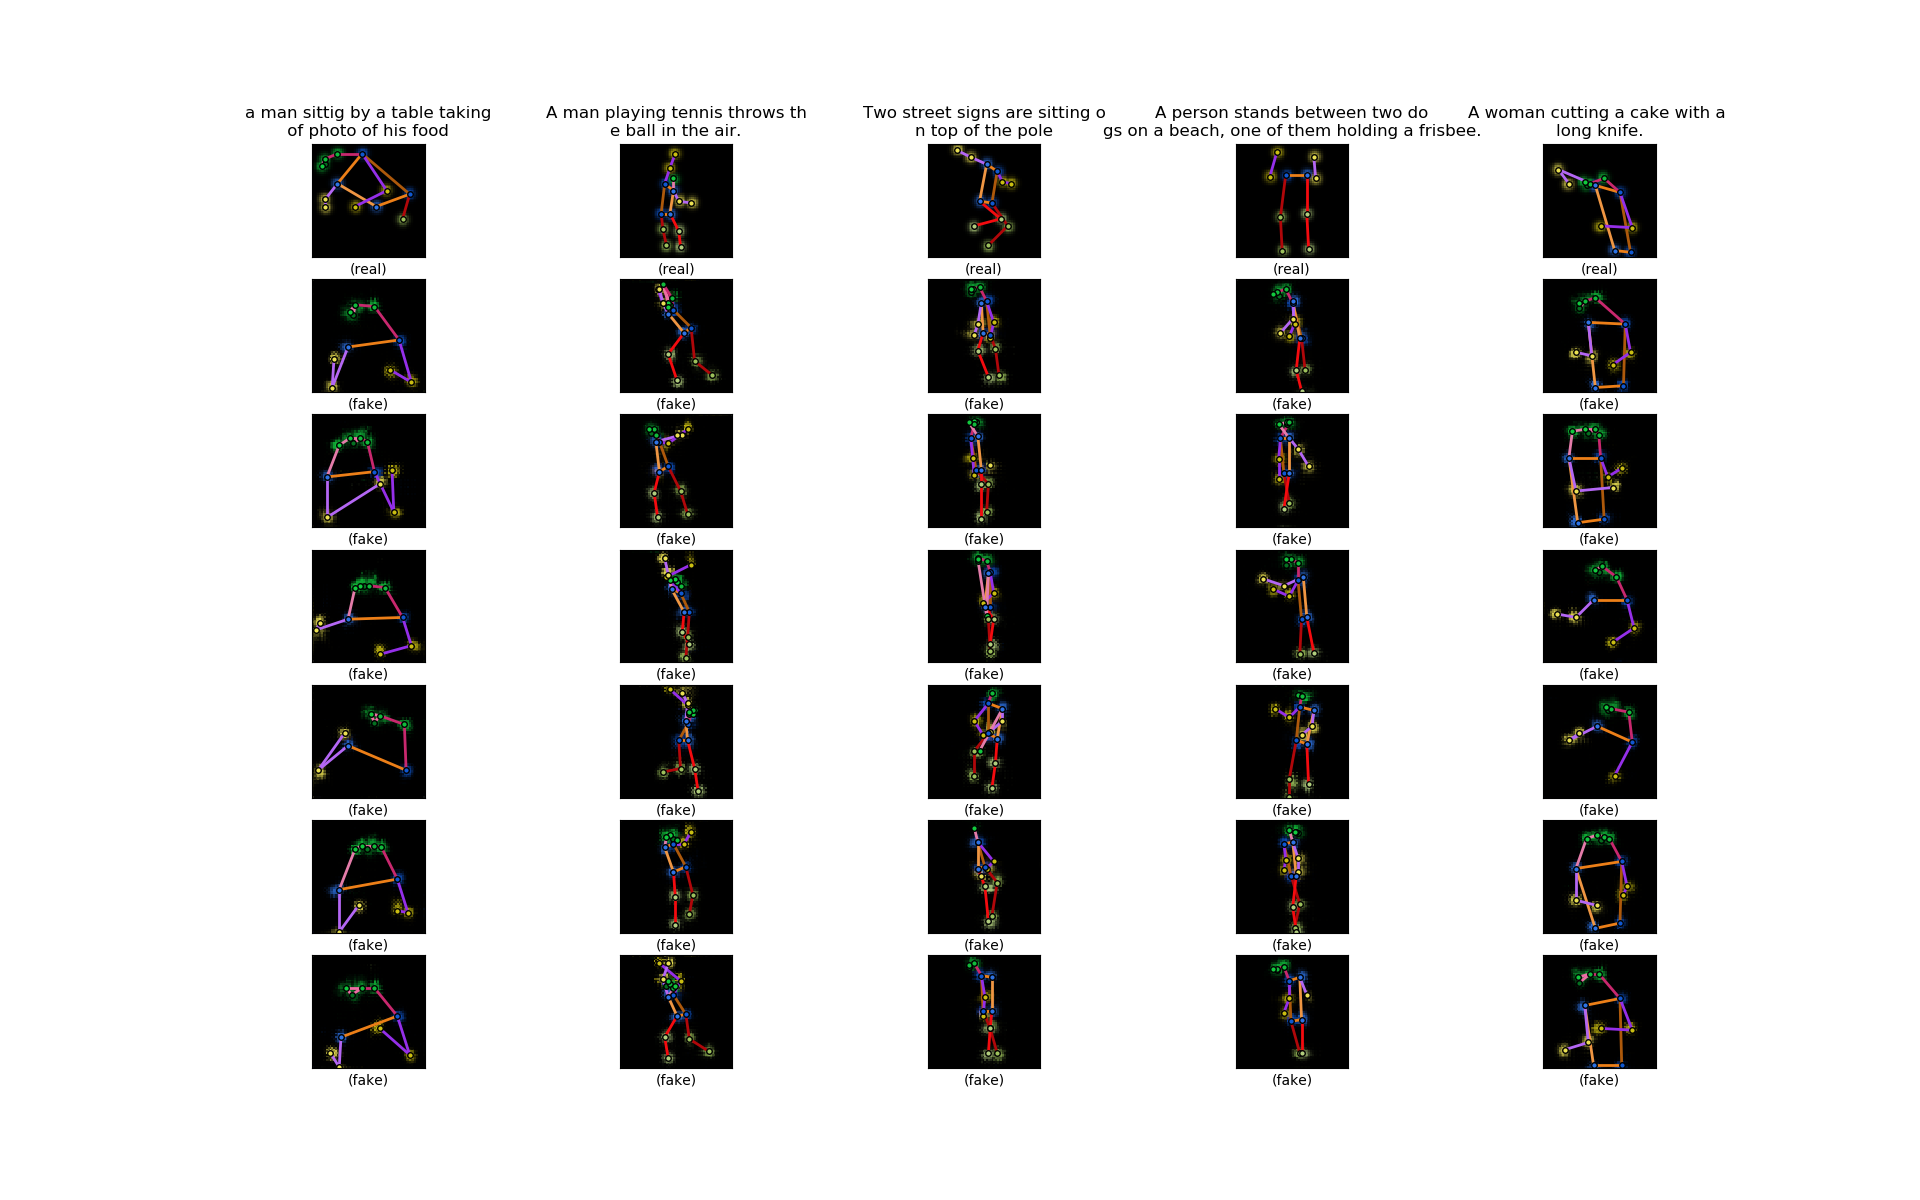 a man sittig by a table taking
of photo of his food
A man playing tennis throws th
e ball in the air.
Two street signs are sitting o
n top of the pole
A person stands between two do
gs on a beach, one of them holding a frisbee.
A woman cutting a cake with a
long knife.
(real) (real) (real) (real) (real)
(fake) (fake) (fake) (fake) (fake)
(fake) (fake) (fake) (fake) (fake)
(fake) (fake) (fake) (fake) (fake)
(fake) (fake) (fake) (fake) (fake)
(fake) (fake) (fake) (fake) (fake)
(fake) (fake) (fake) (fake) (fake)